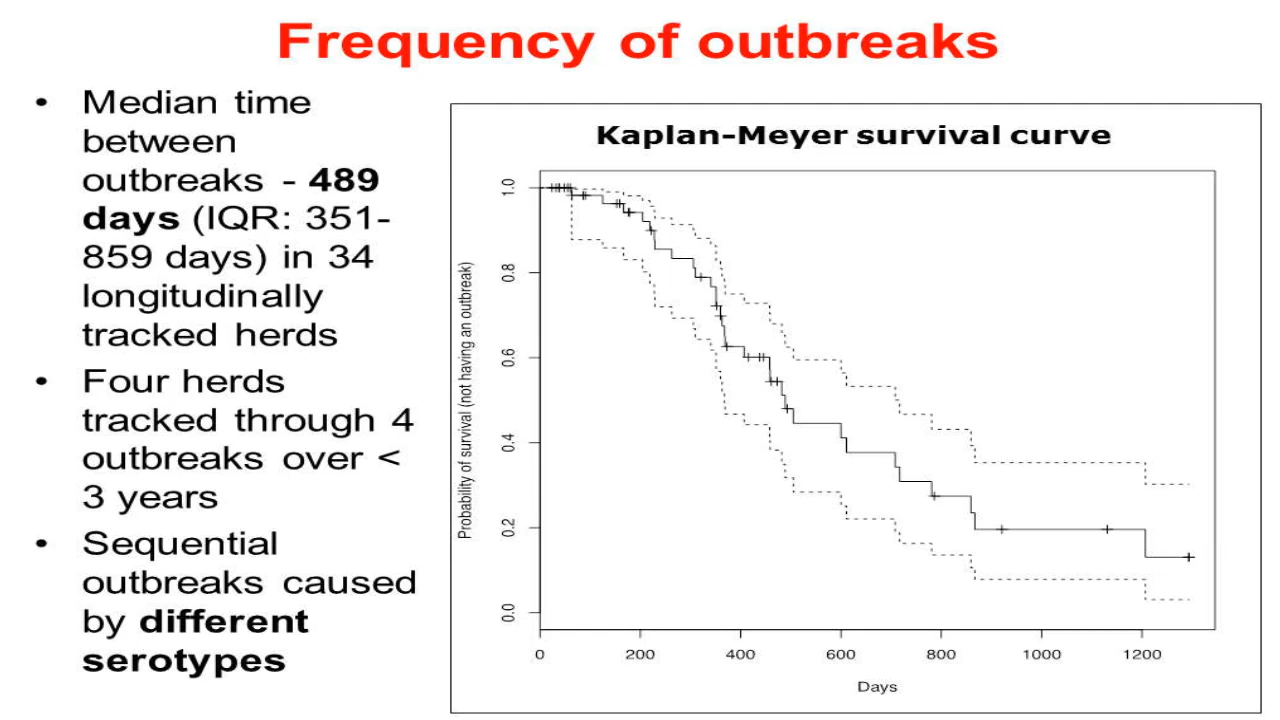 Frequency of outbreaks
• Median time
between
outbreaks - 489
days (IQR: 351-
859 days) in 34
longitudinally
tracked herds
• Four herds
tracked through 4
outbreaks over <
3 years
• Sequential
outbreaks caused
by different
serotypes
Kaplan-Meyer survival curve
Probability of survival (not having an outbreak)
1.0
0.8
0.6
0.4
0.2
0.0
0 200 400 600 800 1000 1200
Days